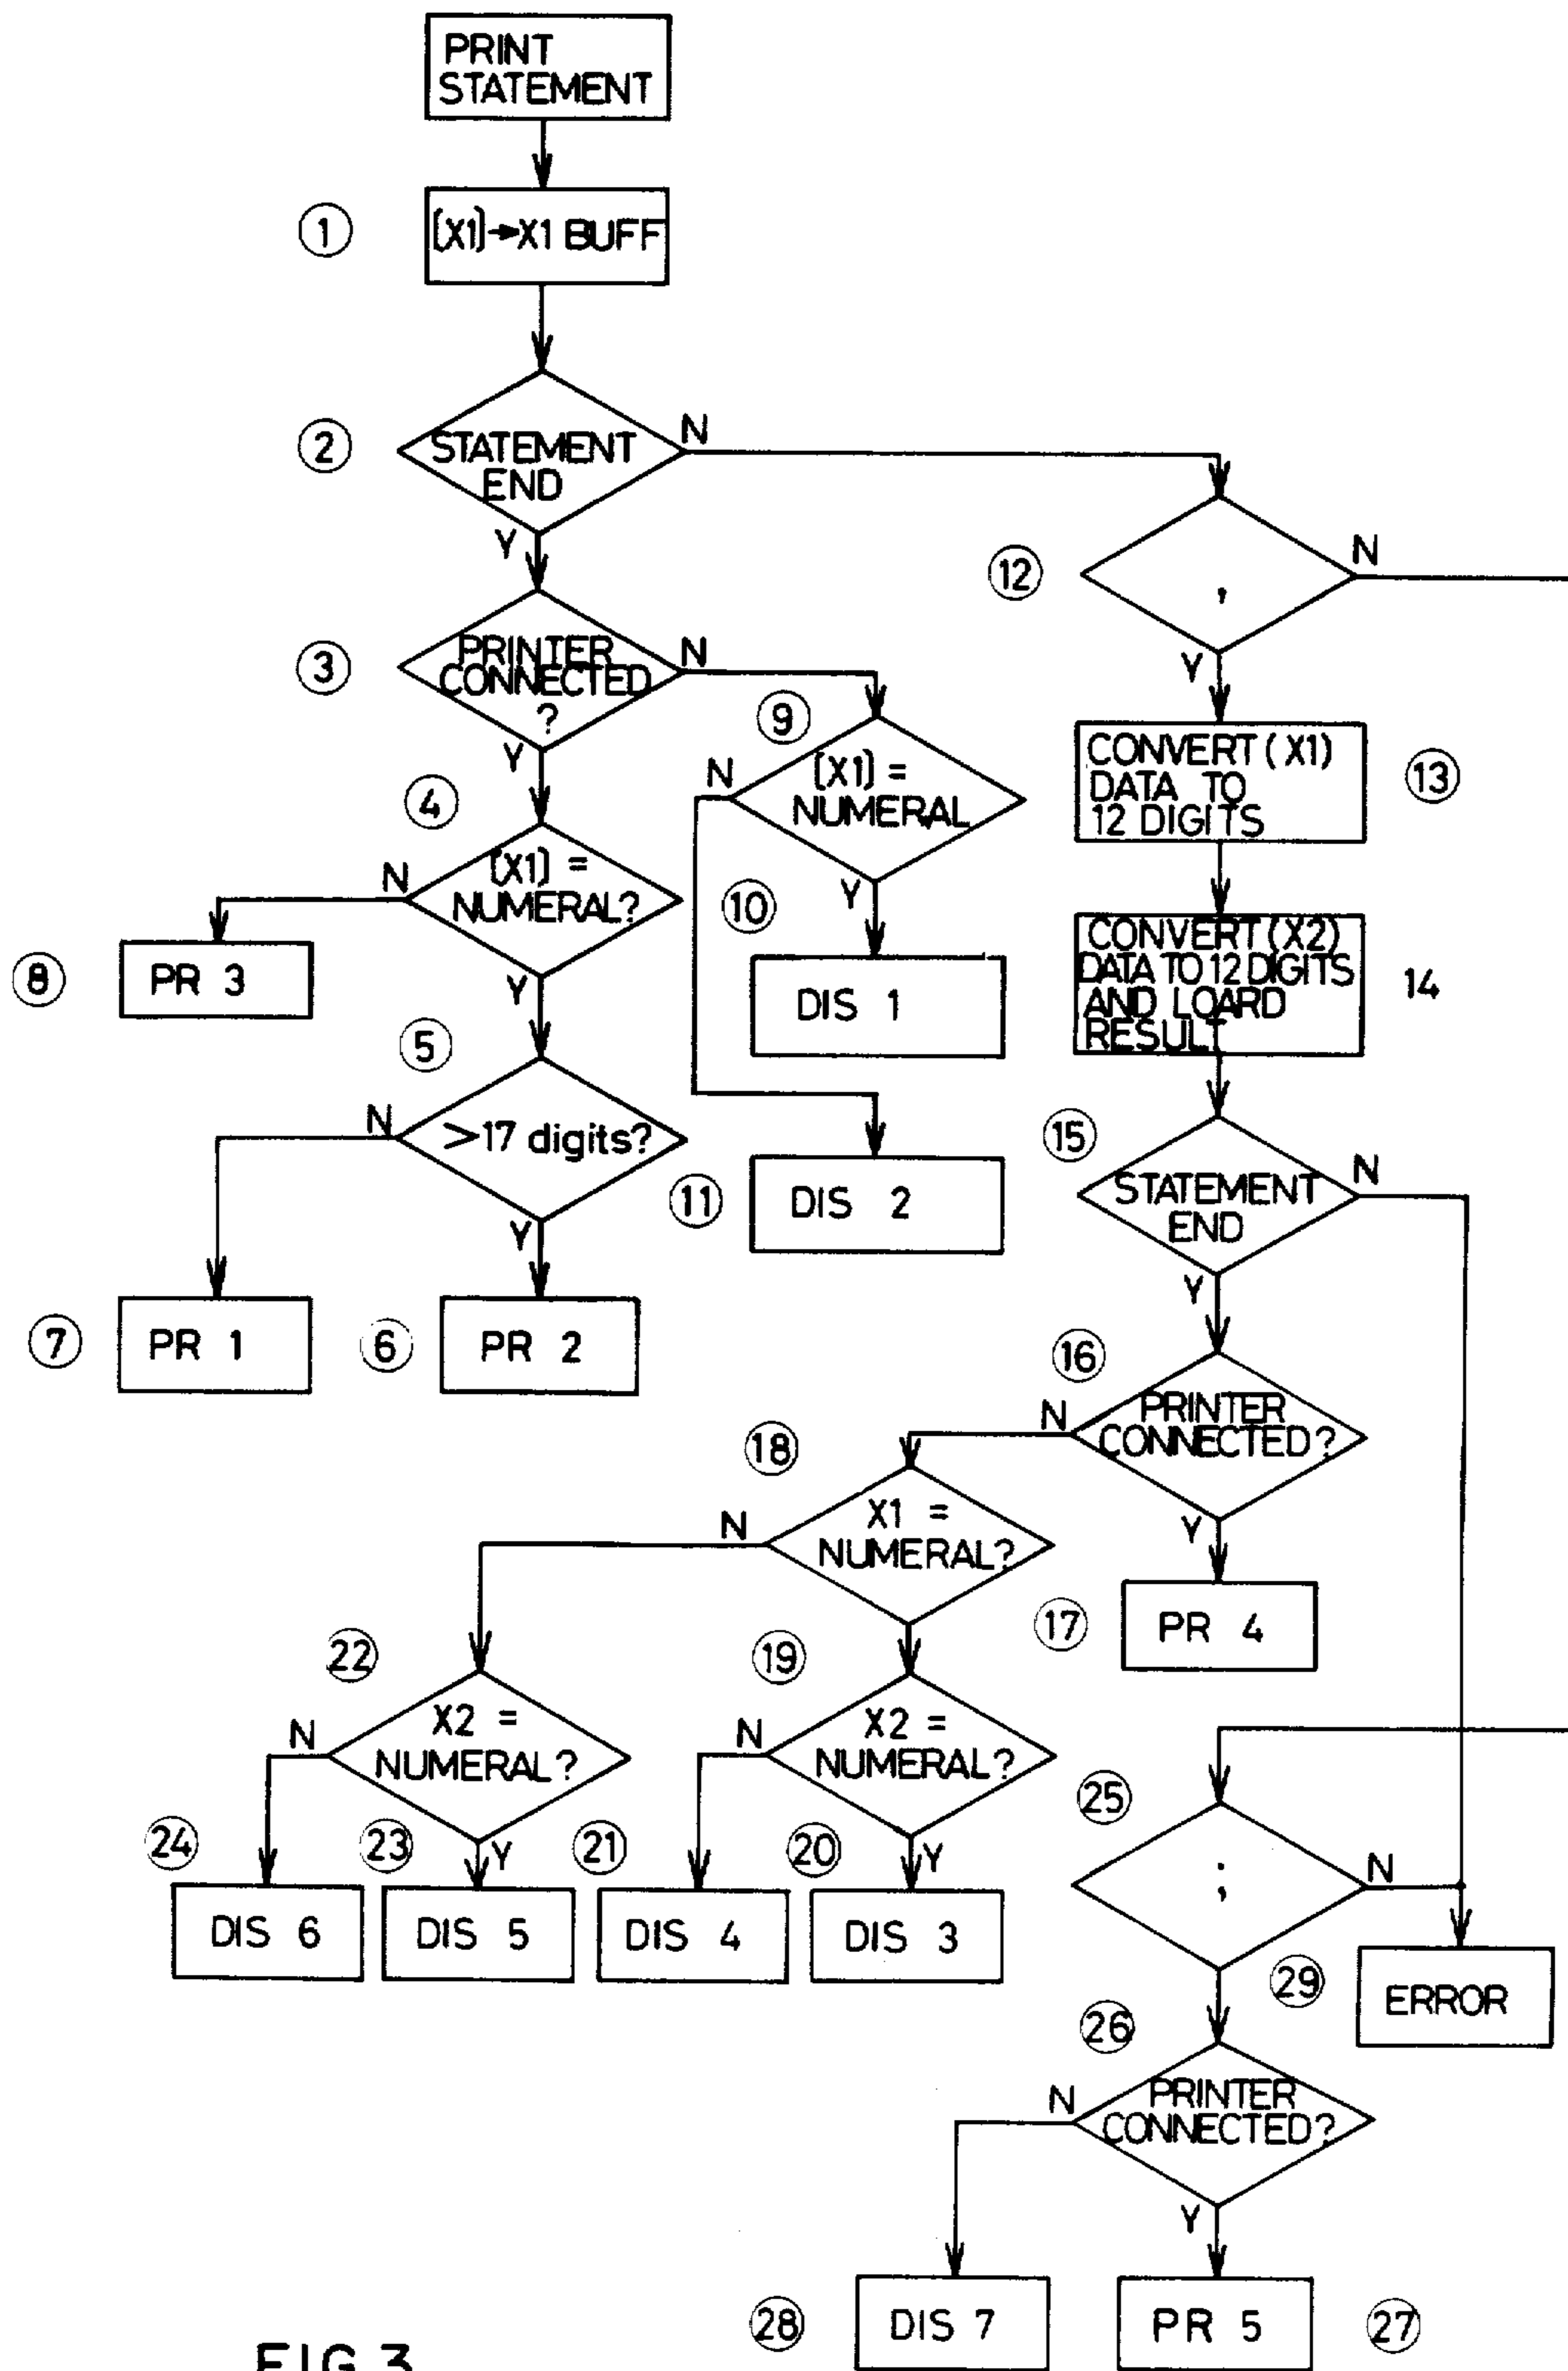 PRINT
STATEMENT
①
[X1]→X1 BUFF
②
STATEMENT
END
N
Y
③
PRINTER
CONNECTED
?
N
Y
④
[X1] =
NUMERAL?
N
Y
⑧
PR 3
⑤
>17 digits?
N
Y
⑦
PR 1
⑥
PR 2
⑨
[X1] =
NUMERAL
N
Y
⑩
DIS 1
⑪
DIS 2
⑫
,
N
Y
CONVERT (X1)
DATA TO
12 DIGITS
⑬
CONVERT (X2)
DATA TO 12 DIGITS
AND LOARD
RESULT
14
⑮
STATEMENT
END
N
Y
⑯
PRINTER
CONNECTED?
N
Y
⑰
PR 4
⑱
X1 =
NUMERAL?
N
⑲
X2 =
NUMERAL?
N
Y
㉒
X2 =
NUMERAL?
N
Y
㉔
DIS 6
㉓
DIS 5
㉑
DIS 4
⑳
DIS 3
㉕
;
N
㉙
ERROR
㉖
PRINTER
CONNECTED?
N
Y
㉘
DIS 7
PR 5
㉗
FIG.3